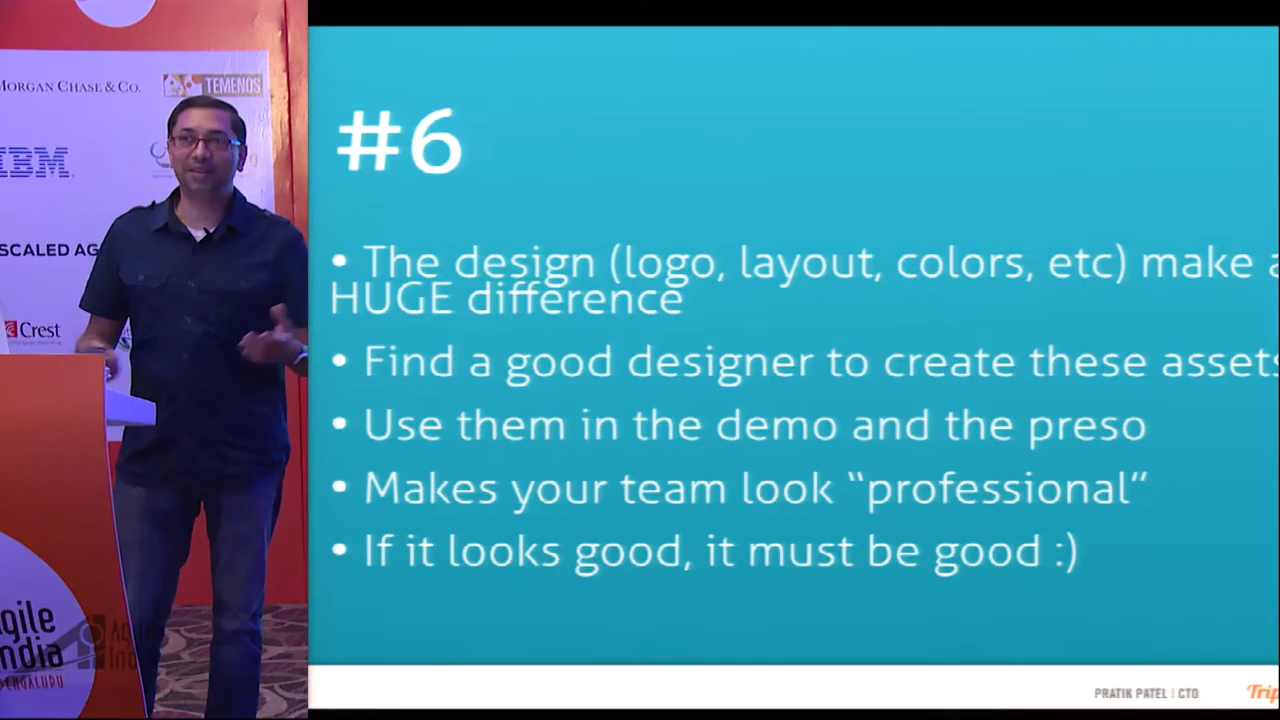 MORGAN CHASE & CO.
TEMENOS
IBM
SCALED AG
Crest
gile
ndia
BENGALURU
#6
• The design (logo, layout, colors, etc) make a
HUGE difference
• Find a good designer to create these assets
• Use them in the demo and the preso
• Makes your team look “professional”
• If it looks good, it must be good :)
PRATIK PATEL | CTO
Trip